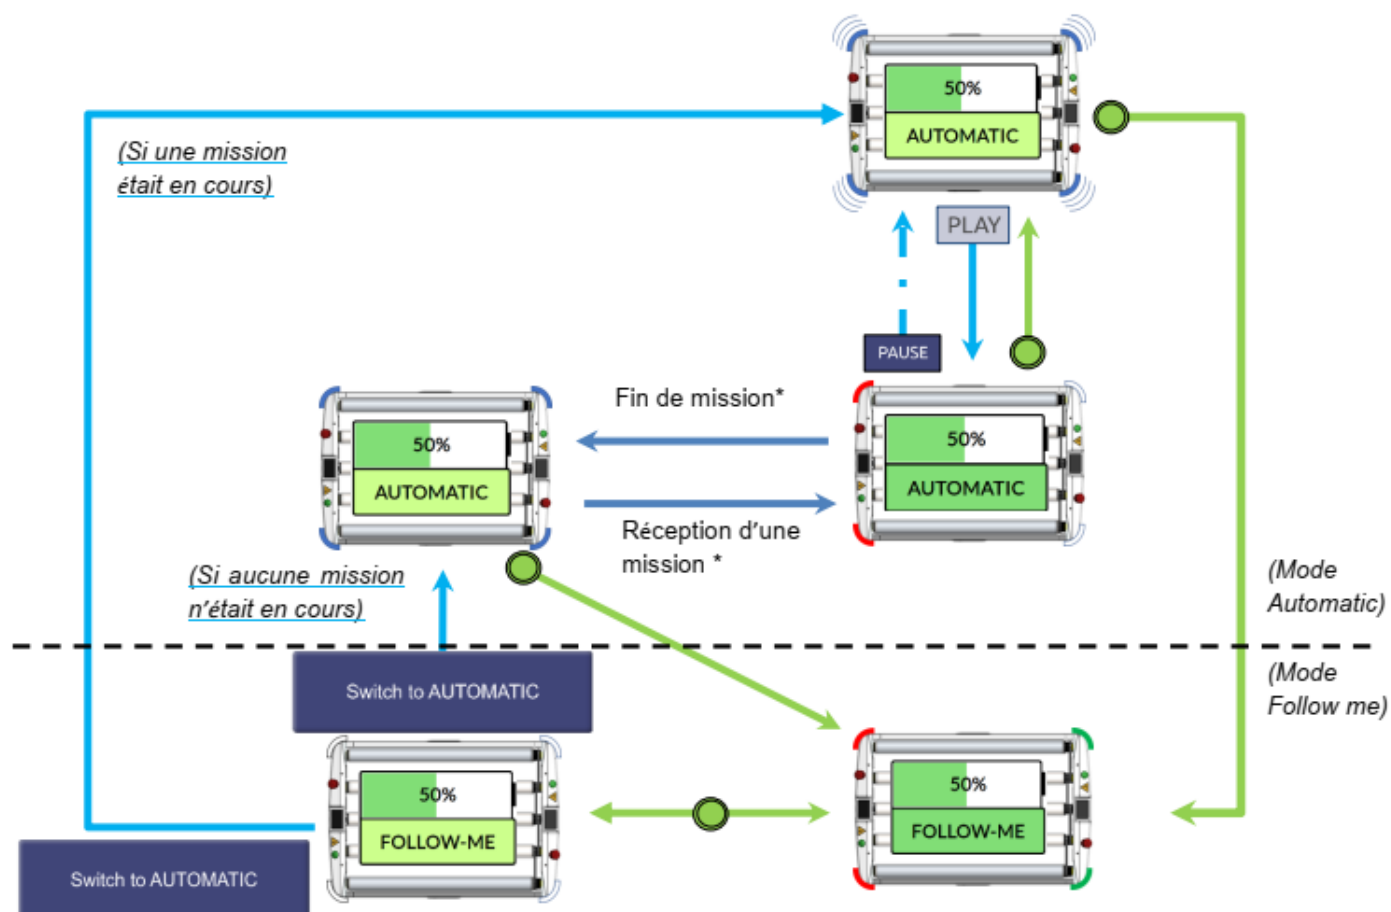 50%
AUTOMATIC
(Si une mission
était en cours)
PLAY
PAUSE
Fin de mission*
50%
AUTOMATIC
50%
AUTOMATIC
Réception d'une
mission *
(Si aucune mission
n'était en cours)
(Mode
Automatic)
Switch to AUTOMATIC
(Mode
Follow me)
50%
FOLLOW-ME
50%
FOLLOW-ME
Switch to AUTOMATIC